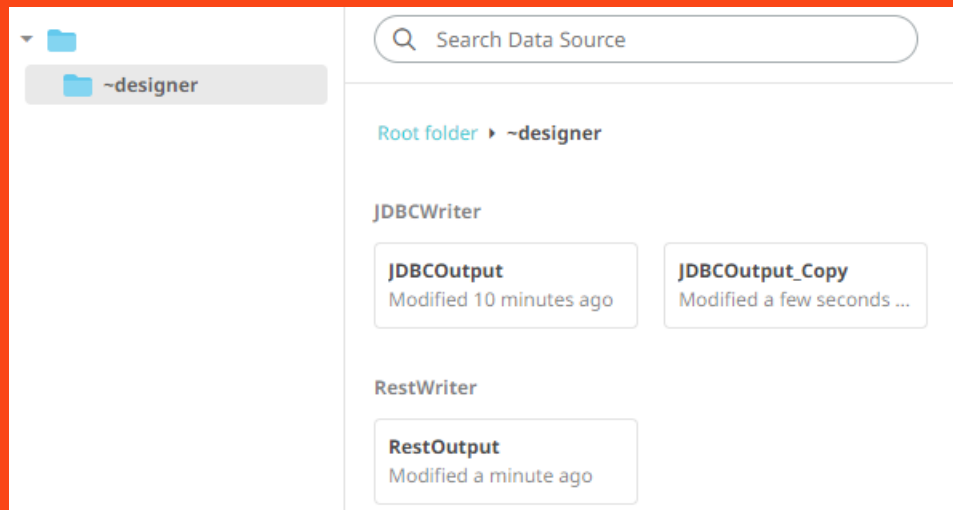 ~designer
Search Data Source
Root folder ~designer
JDBCWriter
JDBCOutput
Modified 10 minutes ago
JDBCOutput_Copy
Modified a few seconds ...
RestWriter
RestOutput
Modified a minute ago